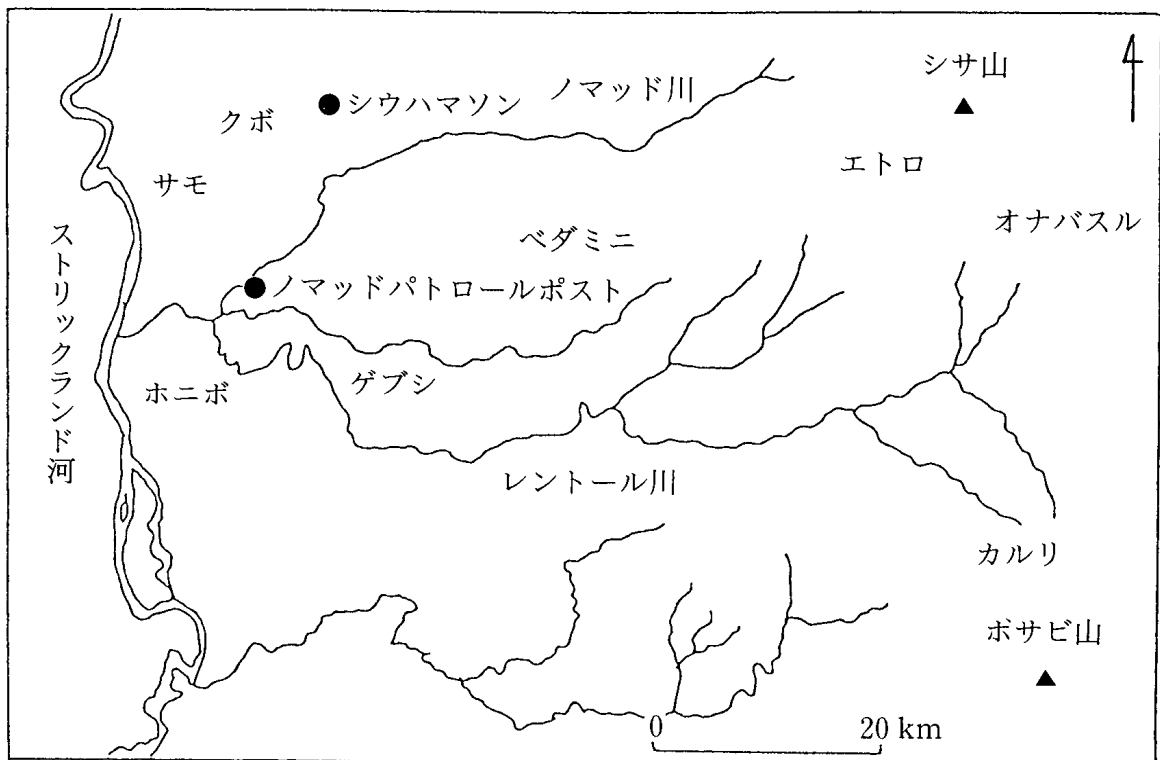 シサ山
ノマッド川
シウハマソン
クボ
エトロ
サモ
オナバスル
ベダミニ
ストリックランド河
ノマッドパトロールポスト
ゲブシ
ホニボ
レントール川
カルリ
ボサビ山
0 20 km